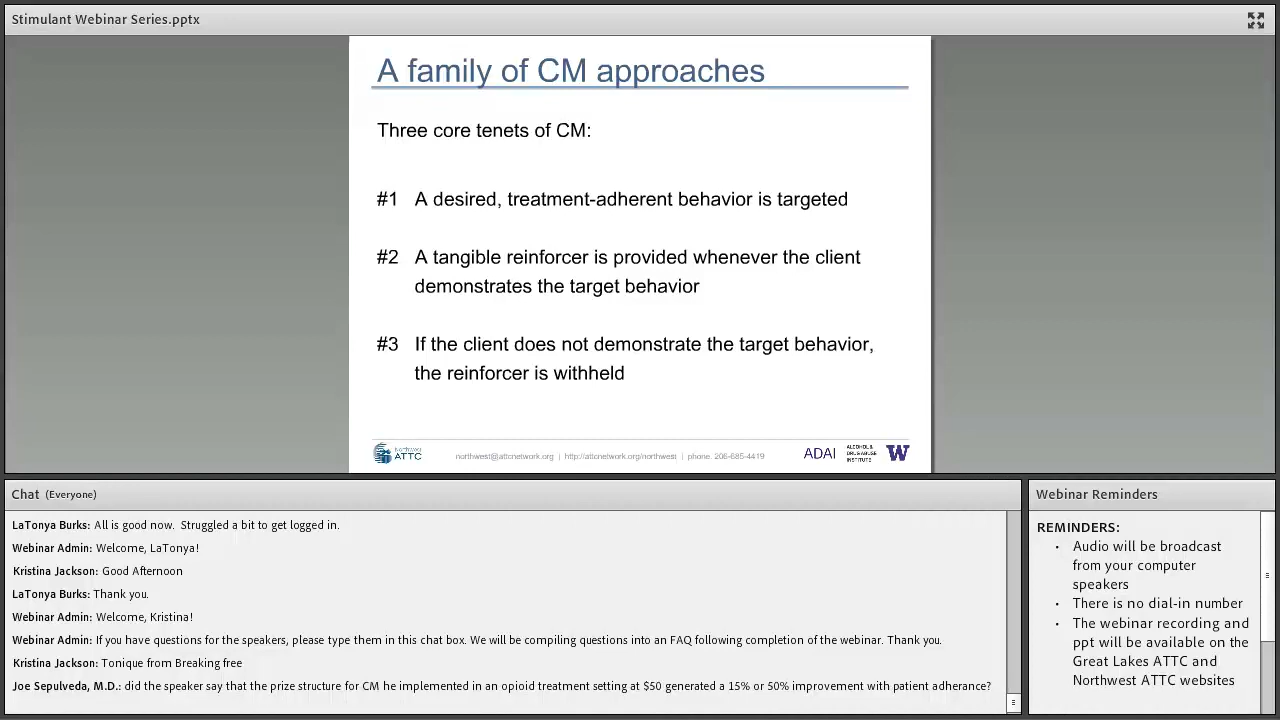 Stimulant Webinar Series.pptx
A family of CM approaches
Three core tenets of CM:
#1 A desired, treatment-adherent behavior is targeted
#2 A tangible reinforcer is provided whenever the client
demonstrates the target behavior
#3 If the client does not demonstrate the target behavior,
the reinforcer is withheld
Northwest
ATTC
northwest@attcnetwork.org | http://attcnetwork.org/northwest | phone. 206-685-4419
ADAI
ALCOHOL &
DRUG ABUSE
INSTITUTE
W
Chat (Everyone)
LaTonya Burks: All is good now. Struggled a bit to get logged in.
Webinar Admin: Welcome, LaTonya!
Kristina Jackson: Good Afternoon
LaTonya Burks: Thank you.
Webinar Admin: Welcome, Kristina!
Webinar Admin: If you have questions for the speakers, please type them in this chat box. We will be compiling questions into an FAQ following completion of the webinar. Thank you.
Kristina Jackson: Tonique from Breaking free
Joe Sepulveda, M.D.: did the speaker say that the prize structure for CM he implemented in an opioid treatment setting at $50 generated a 15% or 50% improvement with patient adherance?
Webinar Reminders
REMINDERS:
• Audio will be broadcast
from your computer
speakers
• There is no dial-in number
• The webinar recording and
ppt will be available on the
Great Lakes ATTC and
Northwest ATTC websites